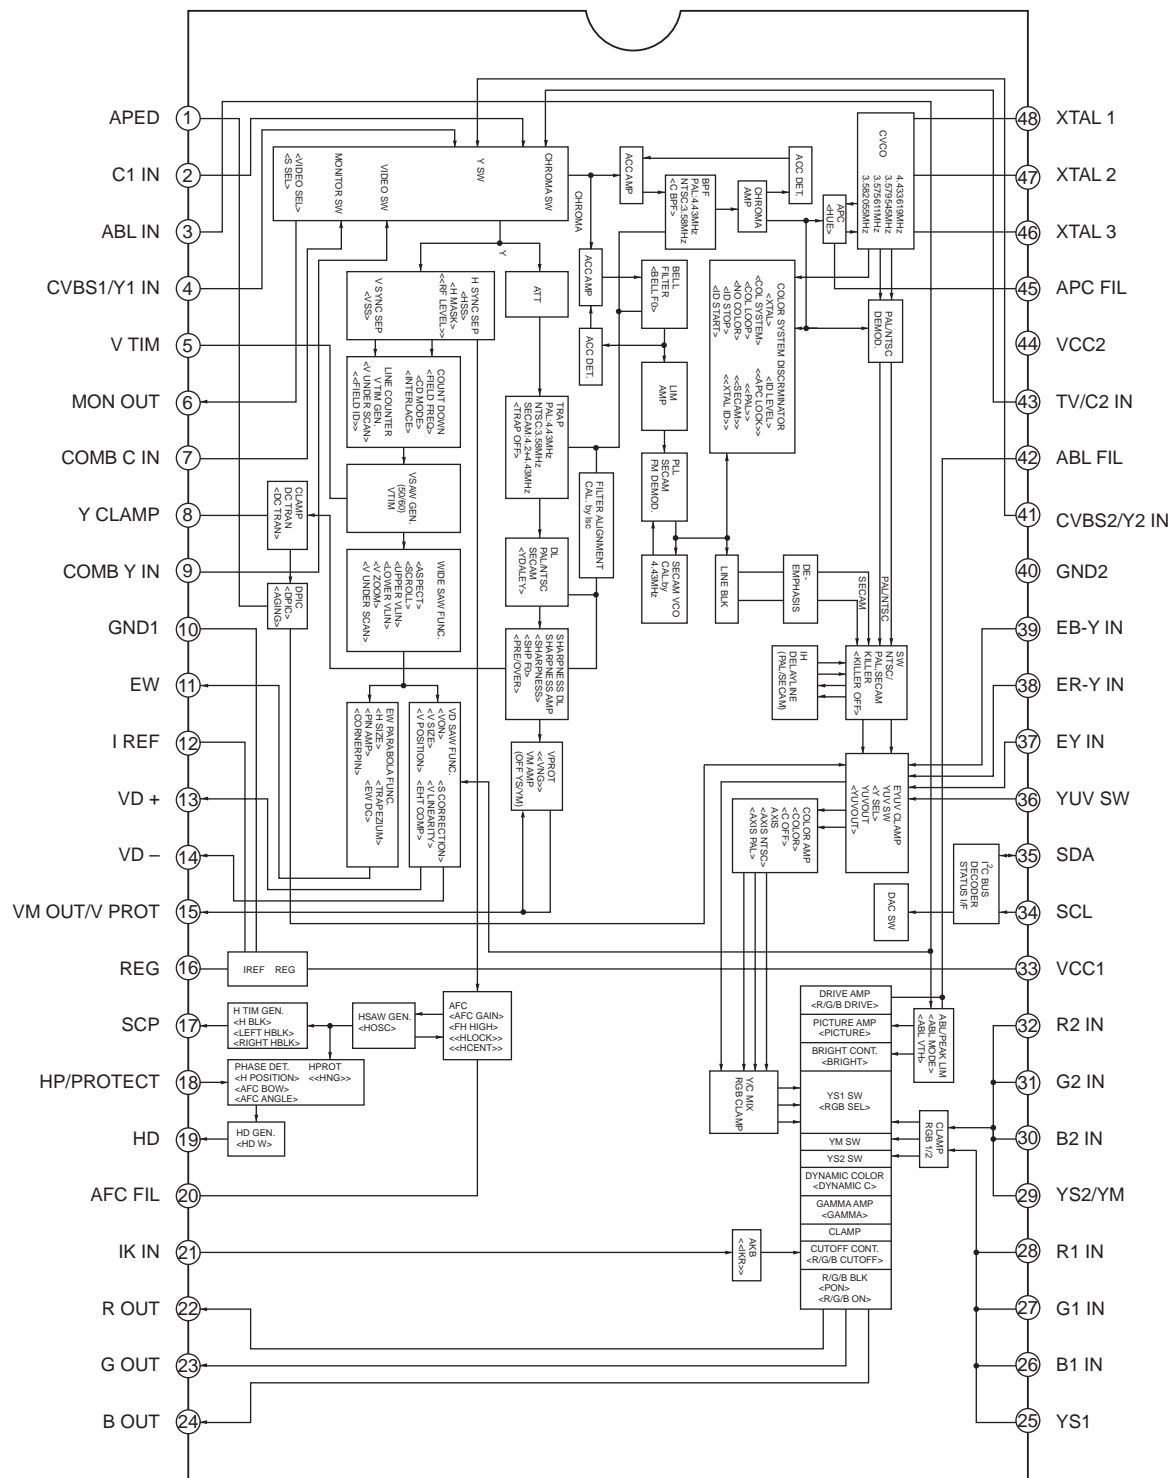 1
APED
2
C1 IN
3
ABL IN
4
CVBS1/Y1 IN
5
V TIM
6
MON OUT
7
COMB C IN
8
Y CLAMP
9
COMB Y IN
10
GND1
11
EW
12
I REF
13
VD +
14
VD –
15
VM OUT/V PROT
16
REG
17
SCP
18
HP/PROTECT
19
HD
20
AFC FIL
21
IK IN
22
R OUT
23
G OUT
24
B OUT
48
XTAL 1
47
XTAL 2
46
XTAL 3
45
APC FIL
44
VCC2
43
TV/C2 IN
42
ABL FIL
41
CVBS2/Y2 IN
40
GND2
39
EB-Y IN
38
ER-Y IN
37
EY IN
36
YUV SW
35
SDA
34
SCL
33
VCC1
32
R2 IN
31
G2 IN
30
B2 IN
29
YS2/YM
28
R1 IN
27
G1 IN
26
B1 IN
25
YS1
CHROMA SW
Y SW
VIDEO SW
MONITOR SW
<VIDEO SEL>
<S SEL>
CHROMA
Y
ACC AMP
ACC DET.
BPF
PAL:4.43MHz
NTSC:3.58MHz
<C BPF>
CHROMA
AMP
APC
<HUE>
CVCO
4.433619MHz
3.579545MHz
3.575611MHz
3.582055MHz
ACC AMP
ACC DET.
BELL
FILTER
<BELL F0>
LIM
AMP
PLL
SECAM
FM DEMOD.
SECAM VCO
CAL.by
4.43MHz
COLOR SYSTEM DISCRIMINATOR
<XTAL>
<COL SYSTEM>
<COL LOOP>
<NO COLOR>
<ID STOP>
<ID START>
<ID LEVEL>
<<APC LOOK>>
<<PAL>>
<<SECAM>>
<<XTAL ID>>
PAL/NTSC
DEMOD.
LINE BLK
DE-
EMPHASIS
SECAM
PAL/NTSC
SW
NTSC/
PAL, SECAM
KILLER
<KILLER OFF>
IH
DELAYLINE
(PAL/SECAM)
H SYNC SEP
<HSS>
<H MASK>
<<RF LEVEL>>
V SYNC SEP
<VSS>
ATT
COUNT DOWN
<FIELD FREQ>
<CD MODE>
<INTERLACE>
LINE COUNTER
V TIM GEN.
<V UNDER SCAN>
<<FIELD ID>>
VSAW GEN.
(50/60)
VTIM
WIDE SAW FUNC.
<ASPECT>
<SCROLL>
<UPPER VLIN>
<LOWER VLIN>
<V ZOOM>
<V UNDER SCAN>
TRAP
PAL:4.43MHz
NTSC:3.58MHz
SECAM:4.2+4.43MHz
<TRAP OFF>
FILTER ALIGNMENT
CAL. by fsc
DL
PAL/NTSC
SECAM
<YDALELY>
SHARPNESS DL
SHARPNESS AMP
<SHARPNESS>
<SHP F0>
<PRE/OVER>
VPROT
<<VNG>>
VM AMP
(OFF YS/YM)
CLAMP
DC TRAN
<DC TRAN>
DPIC
<DPIC>
<AGING>
EW PARABOLA FUNC.
<H SIZE>
<PIN AMP>
<CORNERPIN>
<TRAPEZIUM>
<EW DC>
VD SAW FUNC.
<VON>
<V SIZE>
<V POSITION>
<S CORRECTION>
<V LINEARITY>
<EHT COMP>
EYUV CLAMP
YUV SW
<Y SEL>
YUVOUT
<YUVOUT>
COLOR AMP
<COLOR>
<C OFF>
AXIS
<AXIS NTSC>
<AXIS PAL>
I2C BUS
DECODER
STATUS I/F
DAC SW
IREF REG
H TIM GEN.
<H BLK>
<LEFT HBLK>
<RIGHT HBLK>
HSAW GEN.
<HOSC>
AFC
<AFC GAIN>
<FH HIGH>
<<HLOCK>>
<<HCENT>>
PHASE DET. HPROT
<H POSITION> <<HNG>>
<AFC BOW>
<AFC ANGLE>
HD GEN.
<HD W>
DRIVE AMP
<R/G/B DRIVE>
PICTURE AMP
<PICTURE>
BRIGHT CONT.
<BRIGHT>
YS1 SW
<RGB SEL>
YM SW
YS2 SW
DYNAMIC COLOR
<DYNAMIC C>
GAMMA AMP
<GAMMA>
CLAMP
CUTOFF CONT.
<R/G/B CUTOFF>
R/G/B BLK
<PON>
<R/G/B ON>
ABL/PEAK LIM
<ABL MODE>
<ABL VTH>
Y/C MIX
RGB CLAMP
CLAMP
RGB 1/2
AKB
<<IKR>>